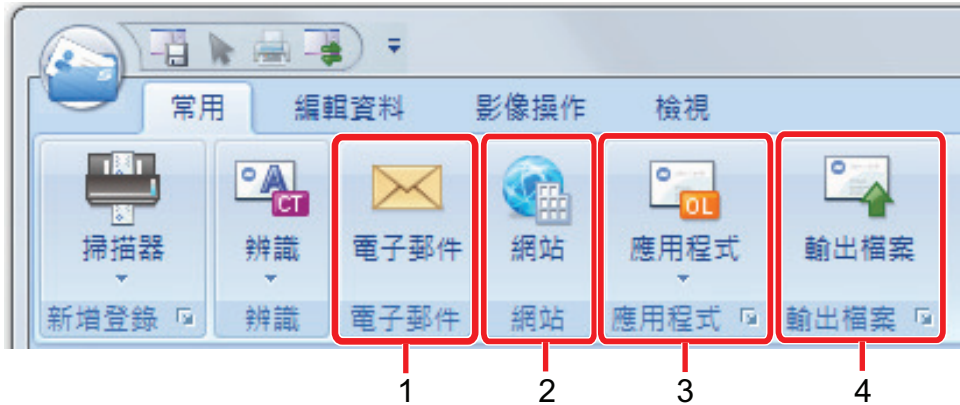 常用 編輯資料 影像操作 檢視
CT OL
掃描器 辨識 電子郵件 網站 應用程式 輸出檔案
新增登錄 辨識 電子郵件 網站 應用程式 輸出檔案
1 2 3 4